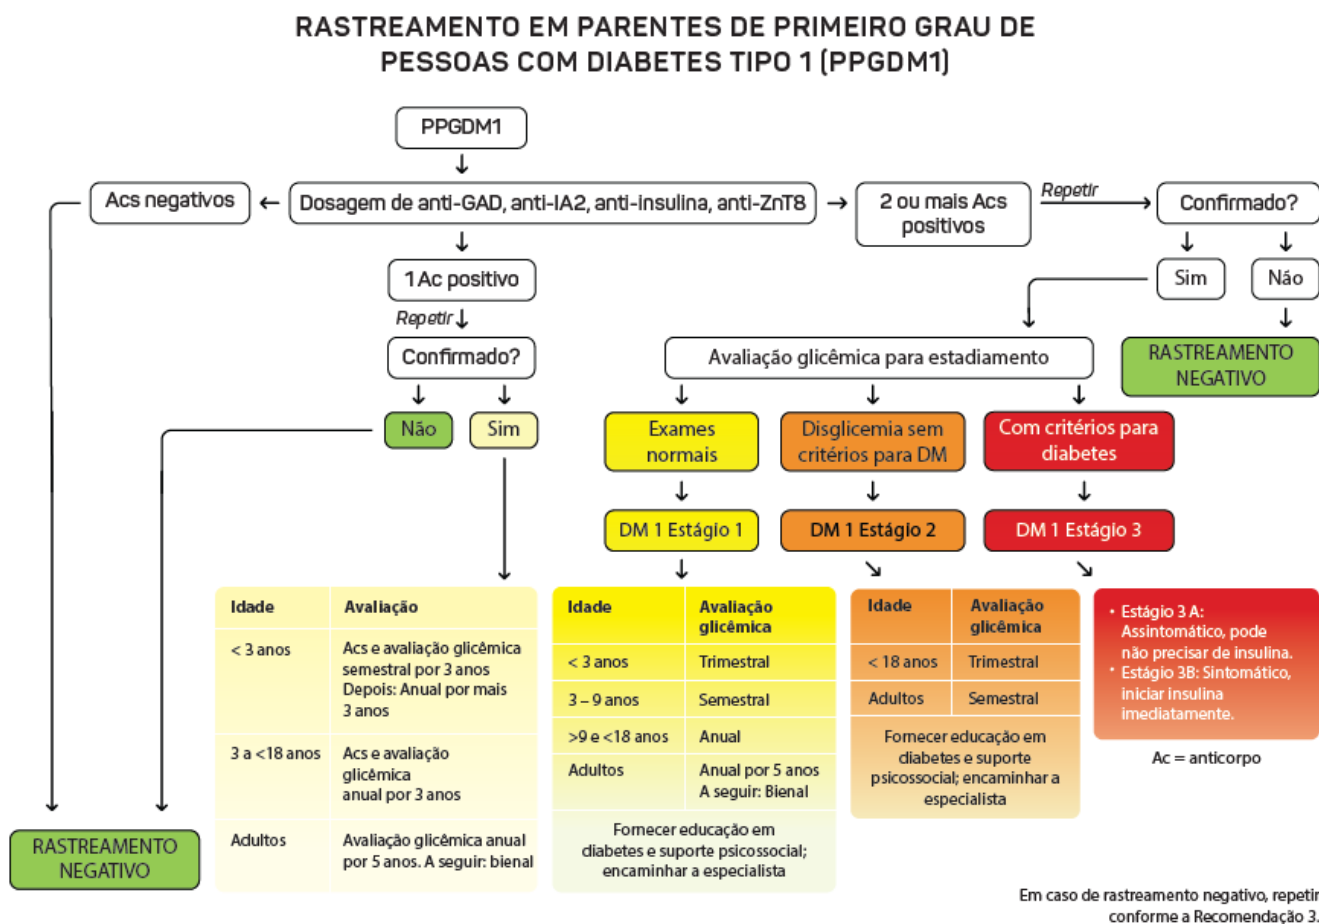 RASTREAMENTO EM PARENTES DE PRIMEIRO GRAU DE
PESSOAS COM DIABETES TIPO 1 (PPGDM1)
PPGDM1
Acs negativos
Dosagem de anti-GAD, anti-IA2, anti-insulina, anti-ZnT8
2 ou mais Acs
positivos
Repetir
Confirmado?
Sim
Não
RASTREAMENTO
NEGATIVO
1 Ac positivo
Repetir
Confirmado?
Não
Sim
Avaliação glicêmica para estadiamento
Exames
normais
Disglicemia sem
critérios para DM
Com critérios para
diabetes
DM 1 Estágio 1
DM 1 Estágio 2
DM 1 Estágio 3
Idade
Avaliação
< 3 anos
Acs e avaliação glicêmica
semestral por 3 anos
Depois: Anual por mais
3 anos
3 a <18 anos
Acs e avaliação
glicêmica
anual por 3 anos
Adultos
Avaliação glicêmica anual
por 5 anos. A seguir: bienal
Idade
Avaliação
glicêmica
< 3 anos
Trimestral
3 – 9 anos
Semestral
>9 e <18 anos
Anual
Adultos
Anual por 5 anos
A seguir: Bienal
Fornecer educação em
diabetes e suporte psicossocial;
encaminhar a especialista
Idade
Avaliação
glicêmica
< 18 anos
Trimestral
Adultos
Semestral
Fornecer educação em
diabetes e suporte
psicossocial; encaminhar a
especialista
• Estágio 3 A:
Assintomático, pode
não precisar de insulina.
• Estágio 3B: Sintomático,
iniciar insulina
imediatamente.
Ac = anticorpo
RASTREAMENTO
NEGATIVO
Em caso de rastreamento negativo, repetir
conforme a Recomendação 3.